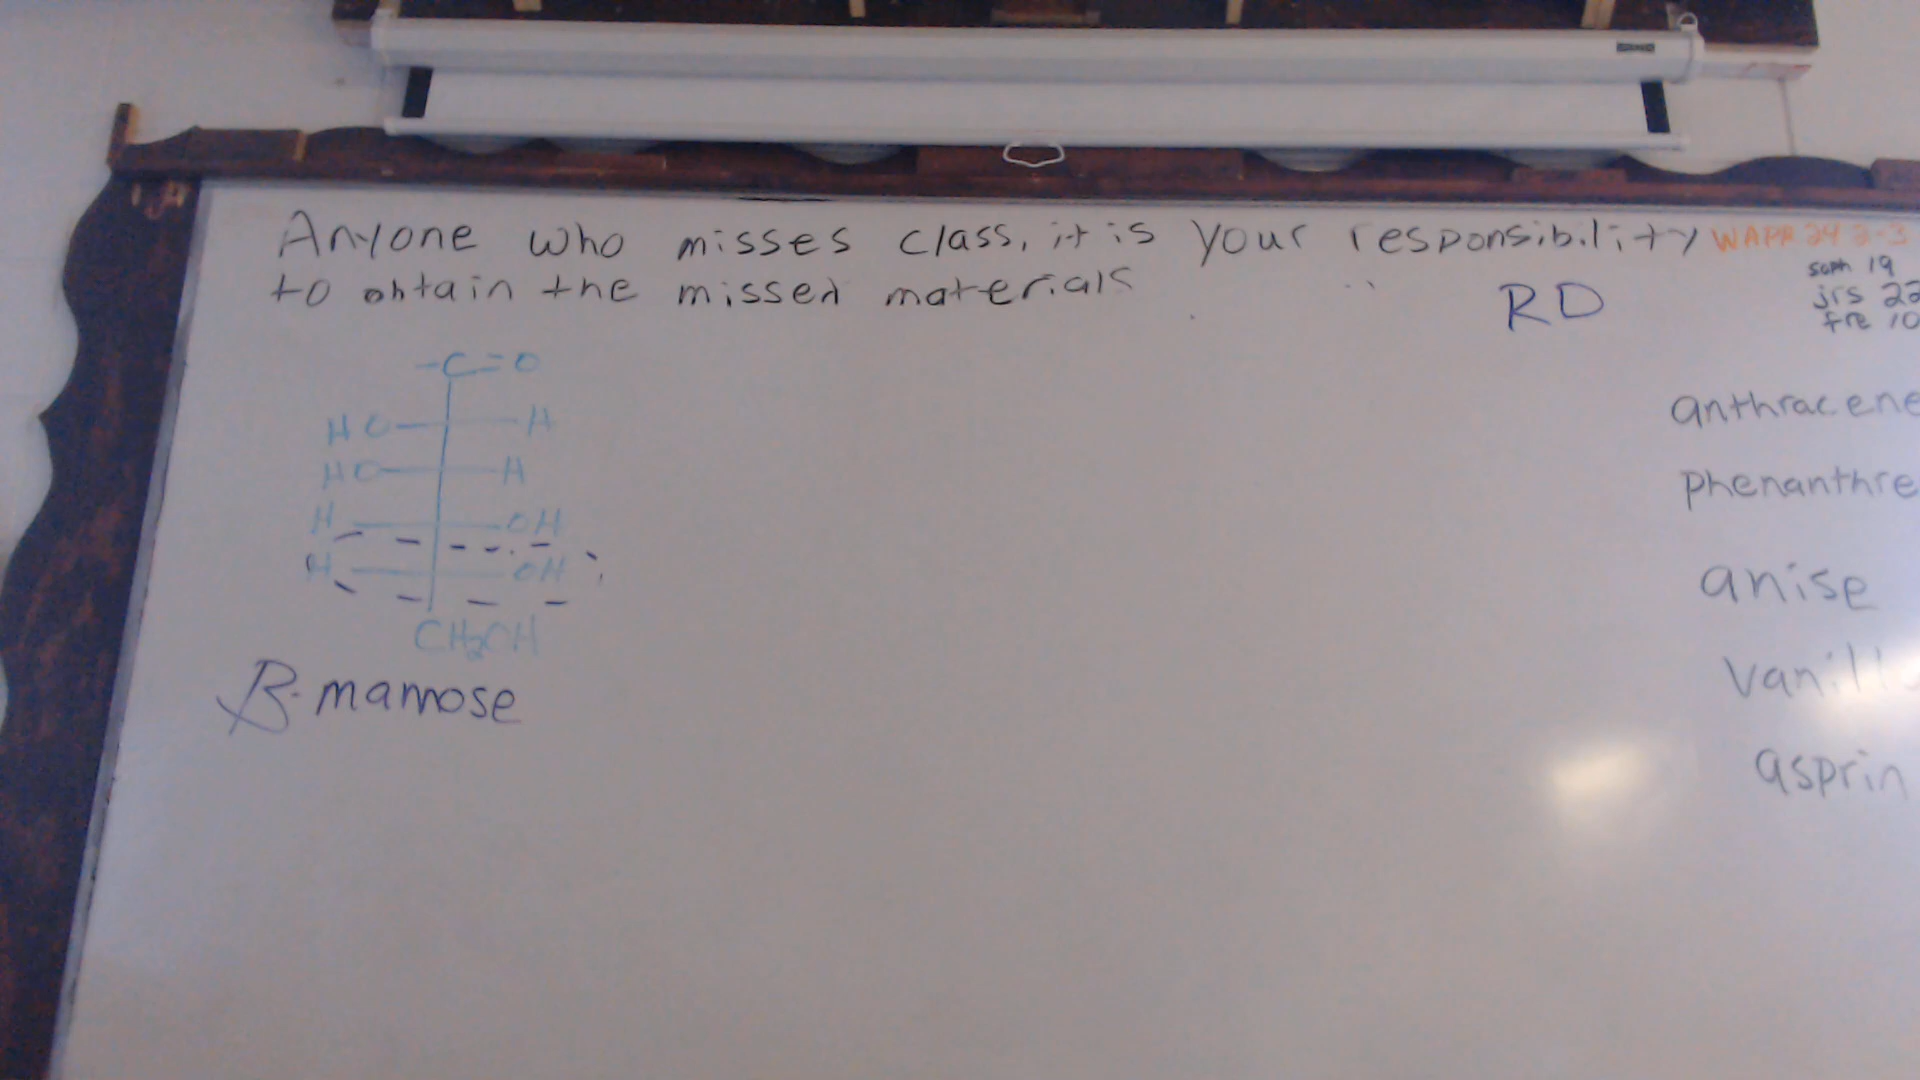 Anyone who misses class, it is your responsibility
to obtain the missed materials
RD
soph 19
jrs 22
fre 10
-C=O
HO H
HO H
H OH
H OH
CH2OH
β-mannose
anthracene
phenanthre
anise
vanill
asprin